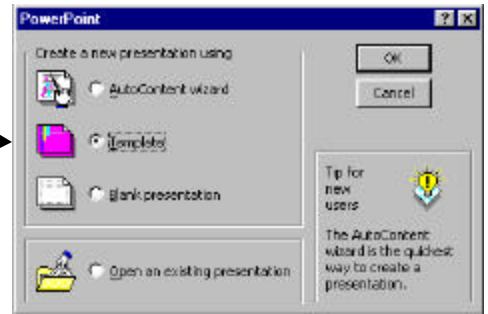 PowerPoint
Create a new presentation using
AutoContent wizard
Template
Blank presentation
Open an existing presentation
OK
Cancel
Tip for
new
users
The AutoContent
wizard is the quickest
way to create a
presentation.